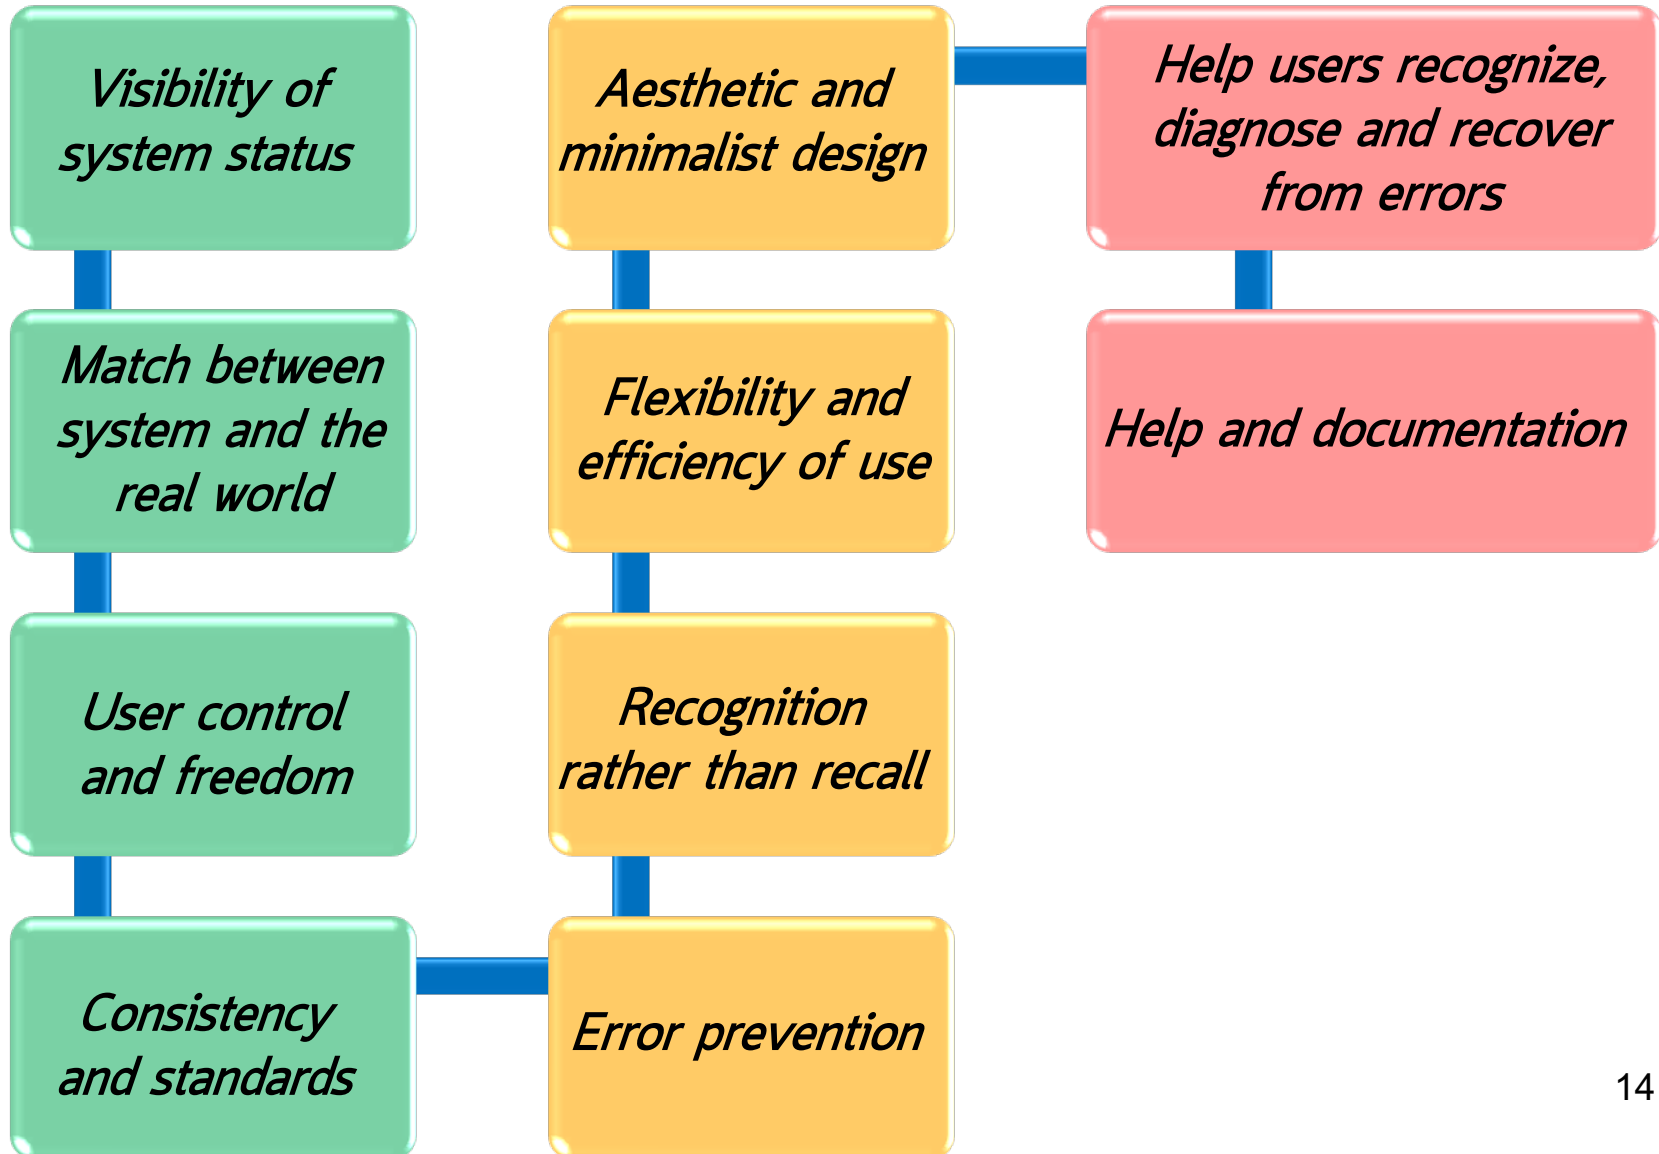 Visibility of
system status
Match between
system and the
real world
User control
and freedom
Consistency
and standards
Error prevention
Recognition
rather than recall
Flexibility and
efficiency of use
Aesthetic and
minimalist design
Help users recognize,
diagnose and recover
from errors
Help and documentation
14